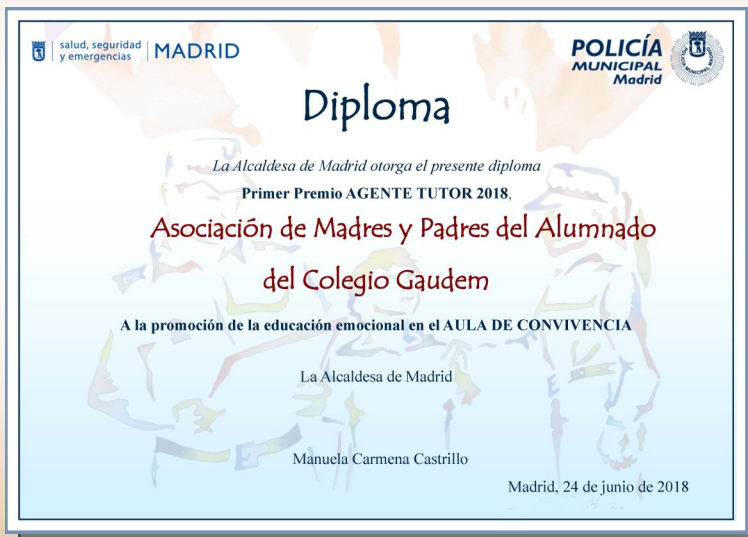 salud, seguridad
y emergencias
MADRID
POLICÍA
MUNICIPAL
Madrid
Diploma
La Alcaldesa de Madrid otorga el presente diploma
Primer Premio AGENTE TUTOR 2018,
Asociación de Madres y Padres del Alumnado
del Colegio Gaudem
A la promoción de la educación emocional en el AULA DE CONVIVENCIA
La Alcaldesa de Madrid
Manuela Carmena Castrillo
Madrid, 24 de junio de 2018